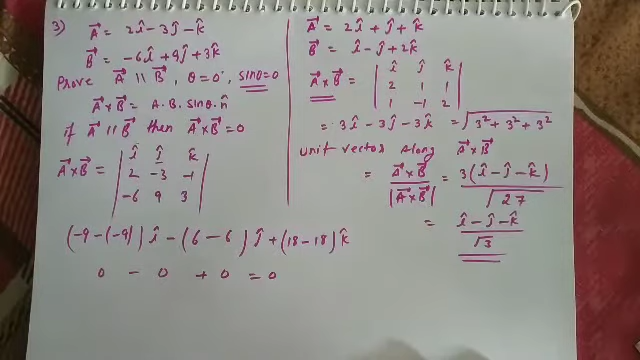 3) A⃗ = 2î - 3ĵ - k̂
B⃗ = -6î + 9ĵ + 3k̂
Prove A⃗ || B⃗, θ = 0°, sinθ = 0
A⃗×B⃗ = A.B. sinθ.n̂
if A⃗ || B⃗ then A⃗×B⃗ = 0
A⃗×B⃗ = | î ĵ k̂ |
| 2 -3 -1 |
| -6 9 3 |
(-9-(-9)) î - (6-6) ĵ + (18-18) k̂
0 - 0 + 0 = 0
A⃗ = 2î + ĵ + k̂
B⃗ = î - ĵ + 2k̂
A⃗×B⃗ = | î ĵ k̂ |
| 2 1 1 |
| 1 -1 2 |
= 3î - 3ĵ - 3k̂ = √3² + 3² + 3²
unit vector along A⃗×B⃗
= A⃗×B⃗ / |A⃗×B⃗| = 3(î - ĵ - k̂) / √27
= î - ĵ - k̂ / √3